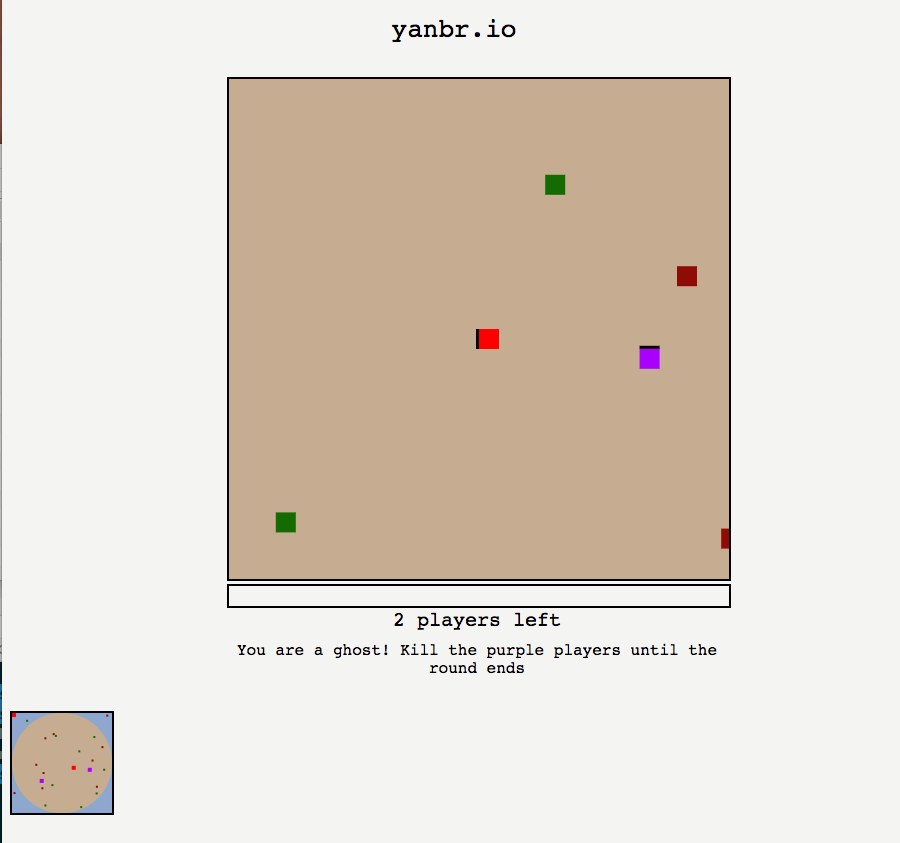 yanbr.io
2 players left
You are a ghost! Kill the purple players until the
round ends